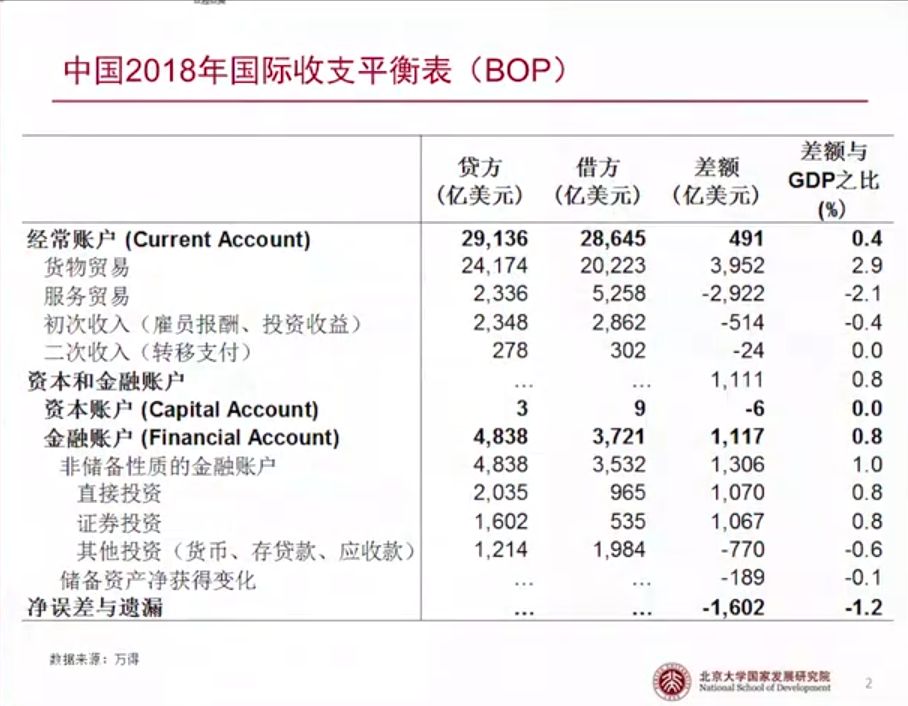 中国2018年国际收支平衡表（BOP）
贷方 借方 差额 差额与
(亿美元) (亿美元) (亿美元) GDP之比
(%)
经常账户 (Current Account) 29,136 28,645 491 0.4
货物贸易 24,174 20,223 3,952 2.9
服务贸易 2,336 5,258 -2,922 -2.1
初次收入（雇员报酬、投资收益） 2,348 2,862 -514 -0.4
二次收入（转移支付） 278 302 -24 0.0
资本和金融账户 ... ... 1,111 0.8
资本账户 (Capital Account) 3 9 -6 0.0
金融账户 (Financial Account) 4,838 3,721 1,117 0.8
非储备性质的金融账户 4,838 3,532 1,306 1.0
直接投资 2,035 965 1,070 0.8
证券投资 1,602 535 1,067 0.8
其他投资（货币、存贷款、应收款） 1,214 1,984 -770 -0.6
储备资产净获得变化 ... ... -189 -0.1
净误差与遗漏 ... ... -1,602 -1.2
数据来源：万得
北京大学国家发展研究院
National School of Development
2